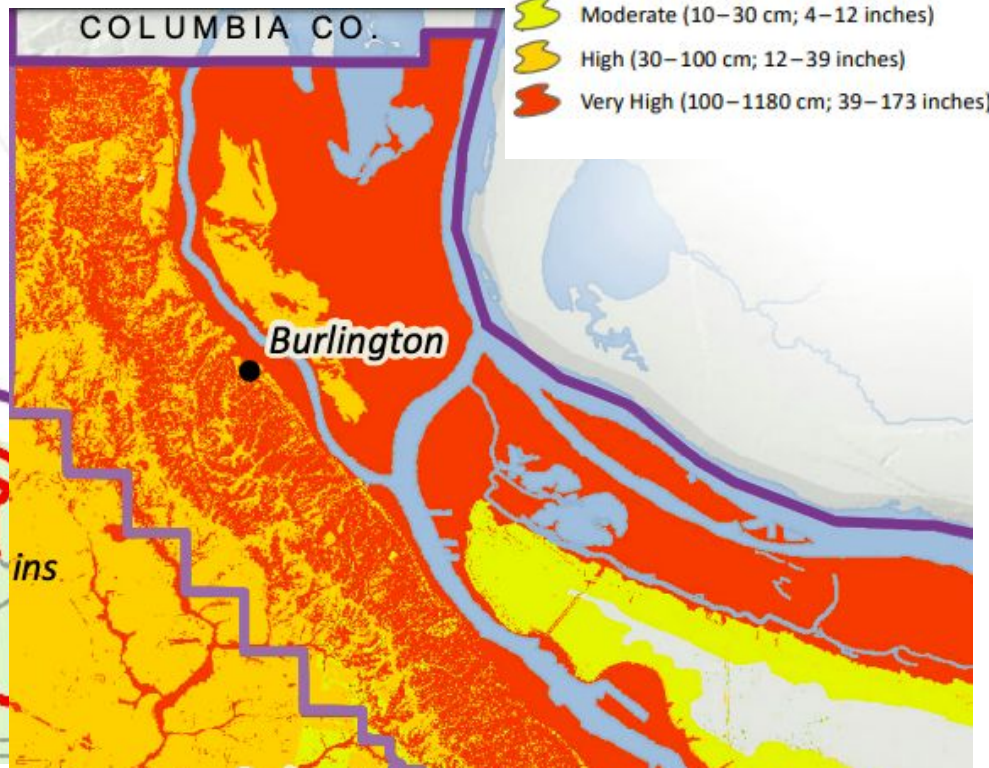 COLUMBIA CO.
Moderate (10–30 cm; 4–12 inches)
High (30–100 cm; 12–39 inches)
Very High (100–1180 cm; 39–173 inches)
Burlington
ins